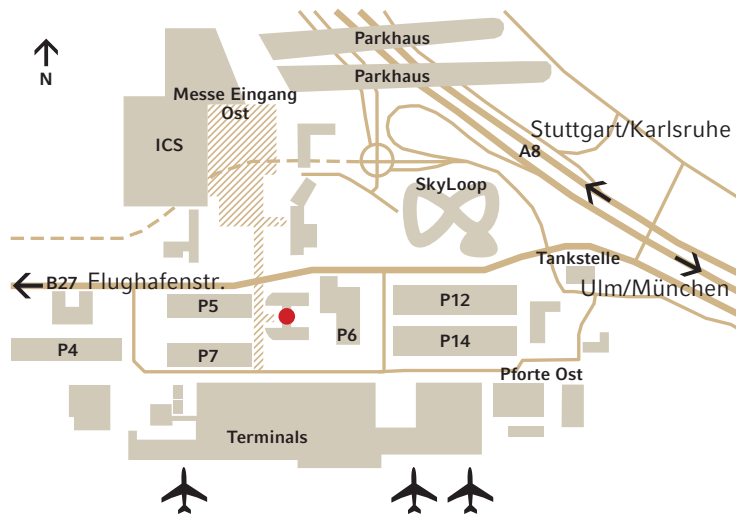 Parkhaus
N
Parkhaus
Messe Eingang
Ost
Stuttgart/Karlsruhe
ICS
A8
SkyLoop
Tankstelle
B27 Flughafenstr.
Ulm/München
P5
P12
P6
P14
P4
P7
Pforte Ost
Terminals